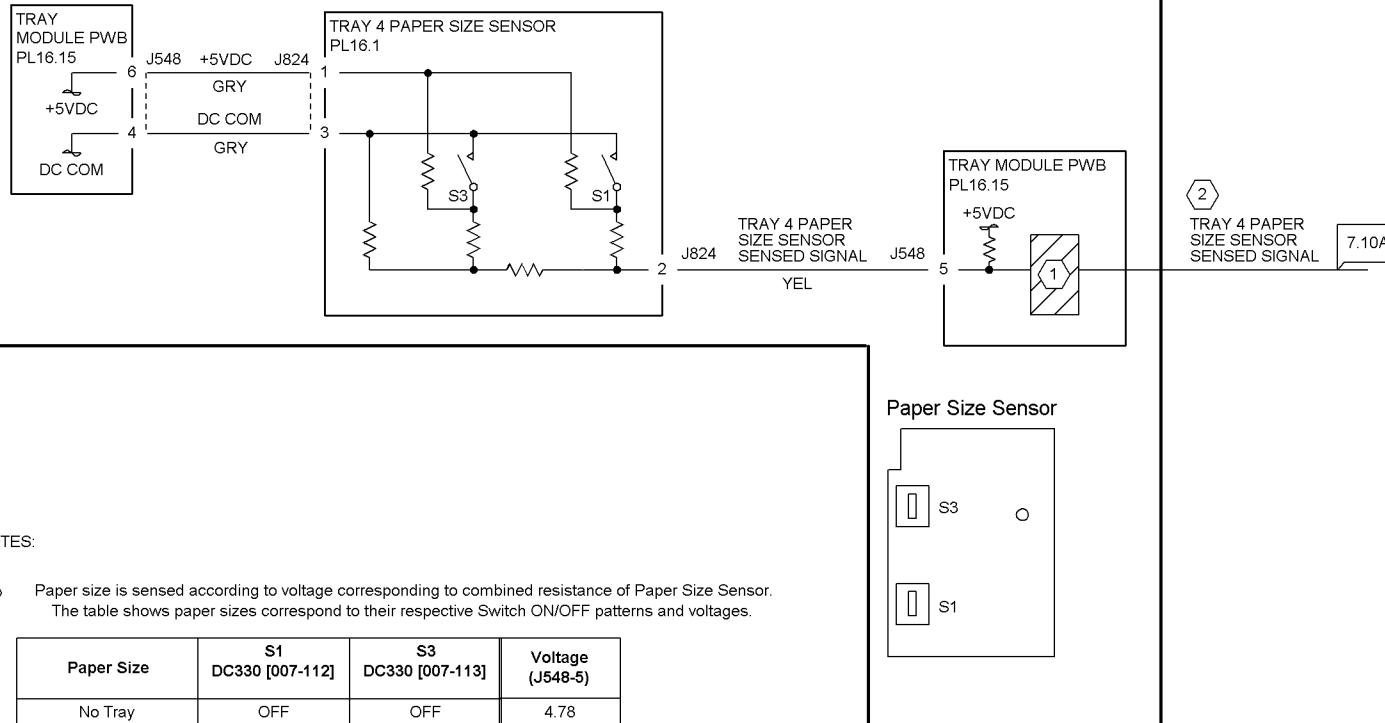 TRAY
MODULE PWB
PL16.15
6
+5VDC
4
DC COM
J548 +5VDC J824
GRY
DC COM
GRY
TRAY 4 PAPER SIZE SENSOR
PL16.1
1
3
S3
S1
2
J824
TRAY 4 PAPER
SIZE SENSOR
SENSED SIGNAL
YEL
J548
TRAY MODULE PWB
PL16.15
+5VDC
5
1
2
TRAY 4 PAPER
SIZE SENSOR
SENSED SIGNAL
7.10A
Paper Size Sensor
S3
S1
TES:
Paper size is sensed according to voltage corresponding to combined resistance of Paper Size Sensor.
The table shows paper sizes correspond to their respective Switch ON/OFF patterns and voltages.
Paper Size
S1
DC330 [007-112]
S3
DC330 [007-113]
Voltage
(J548-5)
No Tray OFF OFF 4.78